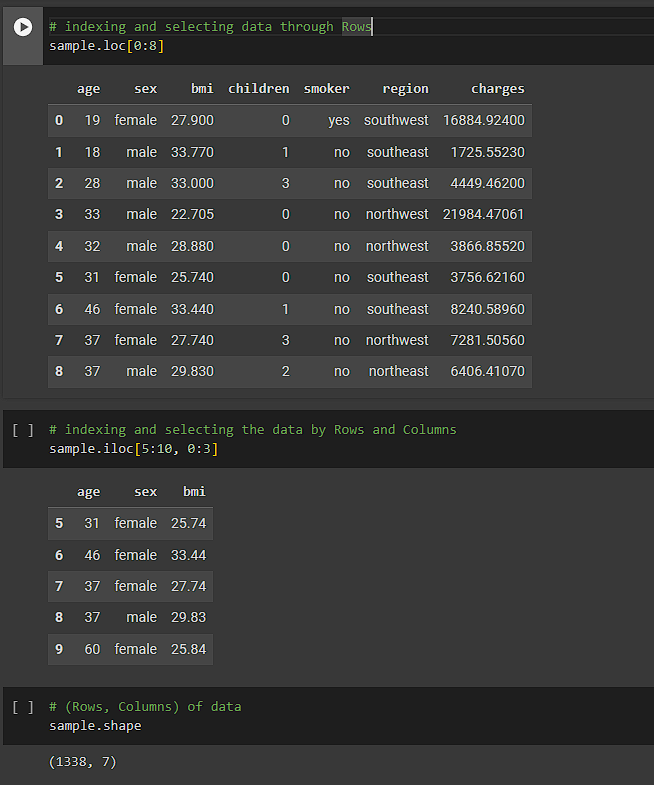 # indexing and selecting data through Rows
sample.loc[0:8]
age sex bmi children smoker region charges
0 19 female 27.900 0 yes southwest 16884.92400
1 18 male 33.770 1 no southeast 1725.55230
2 28 male 33.000 3 no southeast 4449.46200
3 33 male 22.705 0 no northwest 21984.47061
4 32 male 28.880 0 no northwest 3866.85520
5 31 female 25.740 0 no southeast 3756.62160
6 46 female 33.440 1 no southeast 8240.58960
7 37 female 27.740 3 no northwest 7281.50560
8 37 male 29.830 2 no northeast 6406.41070
[ ] # indexing and selecting the data by Rows and Columns
sample.iloc[5:10, 0:3]
age sex bmi
5 31 female 25.74
6 46 female 33.44
7 37 female 27.74
8 37 male 29.83
9 60 female 25.84
[ ] # (Rows, Columns) of data
sample.shape
(1338, 7)